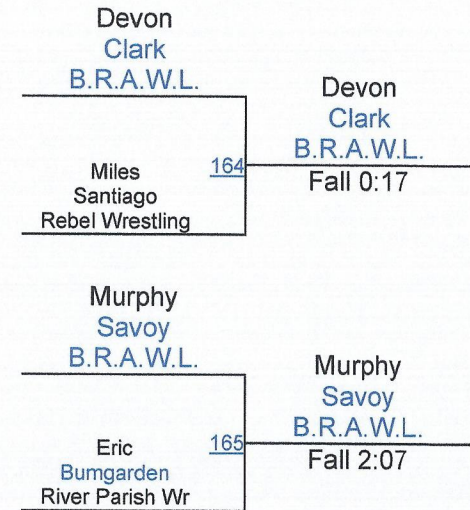 Devon
Clark
B.R.A.W.L.
Miles
Santiago
Rebel Wrestling
164
Devon
Clark
B.R.A.W.L.
Fall 0:17
Murphy
Savoy
B.R.A.W.L.
Eric
Bumgarden
River Parish Wr
165
Murphy
Savoy
B.R.A.W.L.
Fall 2:07